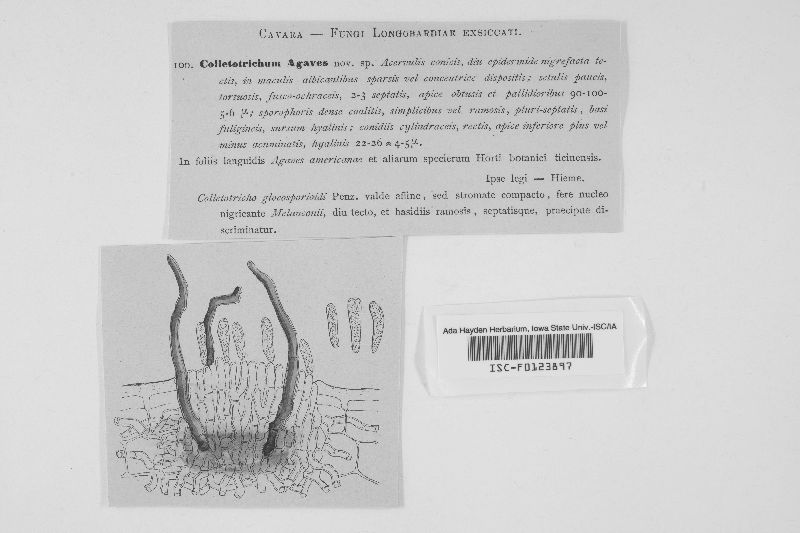 Cavara — Fungi Longobardiae exsiccati.
100. Colletotrichum Agaves nov. sp. Acervulis conicis, diu epidermide nigrefacta te-
ctis, in maculis albicantibus sparsis vel concentrice dispositis; setulis paucis,
tortuosis, fusco-ochraceis, 2-3 septatis, apice obtusis et pallidioribus 90-100-
5-6 µ; sporophoris dense coalitis, simplicibus vel ramosis, pluri-septatis, basi
fuligineis, sursum hyalinis; conidiis cylindraceis, rectis, apice inferiore plus vel
minus acuminatis, hyalinis 22-26 * 4-5 µ.
In foliis languidis Agaves americanae et aliarum specierum Horti botanici ticinensis.
Ipse legi — Hieme.
Colletotricho gloeosporioidi Penz. valde affine, sed stromate compacto, fere nucleo
nigricante Melanconii, diu tecto, et basidiis ramosis, septatisque, praecipue di-
scriminatur.
Ada Hayden Herbarium, Iowa State Univ.-ISC/IA
ISC-F0123897